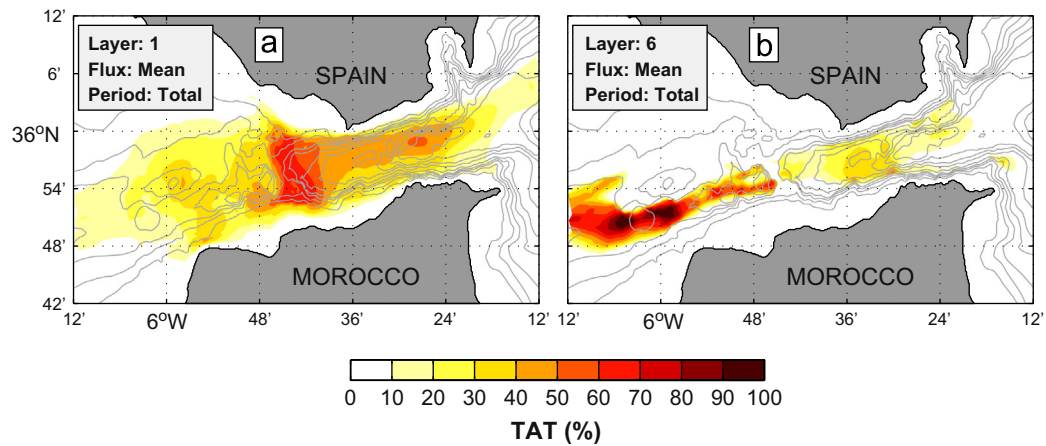 12'
6'
36°N
54'
48'
42'
Layer: 1
Flux: Mean
Period: Total
a
SPAIN
MOROCCO
12'
6°W
48'
36'
24'
12'
Layer: 6
Flux: Mean
Period: Total
b
SPAIN
MOROCCO
12'
6°W
48'
36'
24'
12'
0 10 20 30 40 50 60 70 80 90 100
TAT (%)